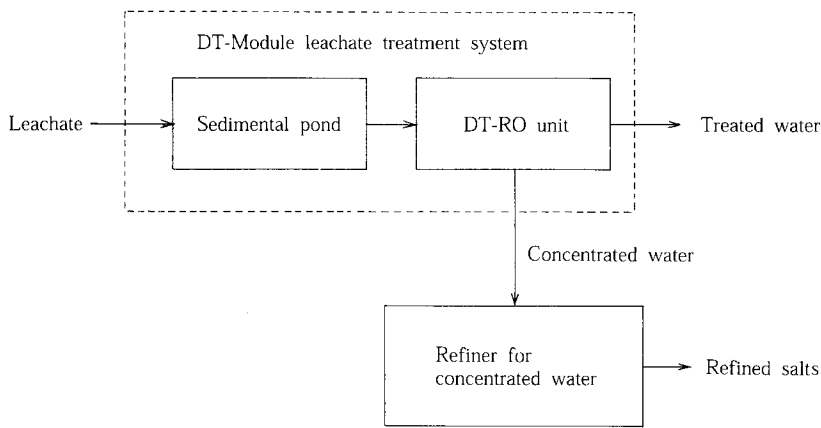 DT-Module leachate treatment system
Leachate
Sedimental pond
DT-RO unit
Treated water
Concentrated water
Refiner for
concentrated water
Refined salts